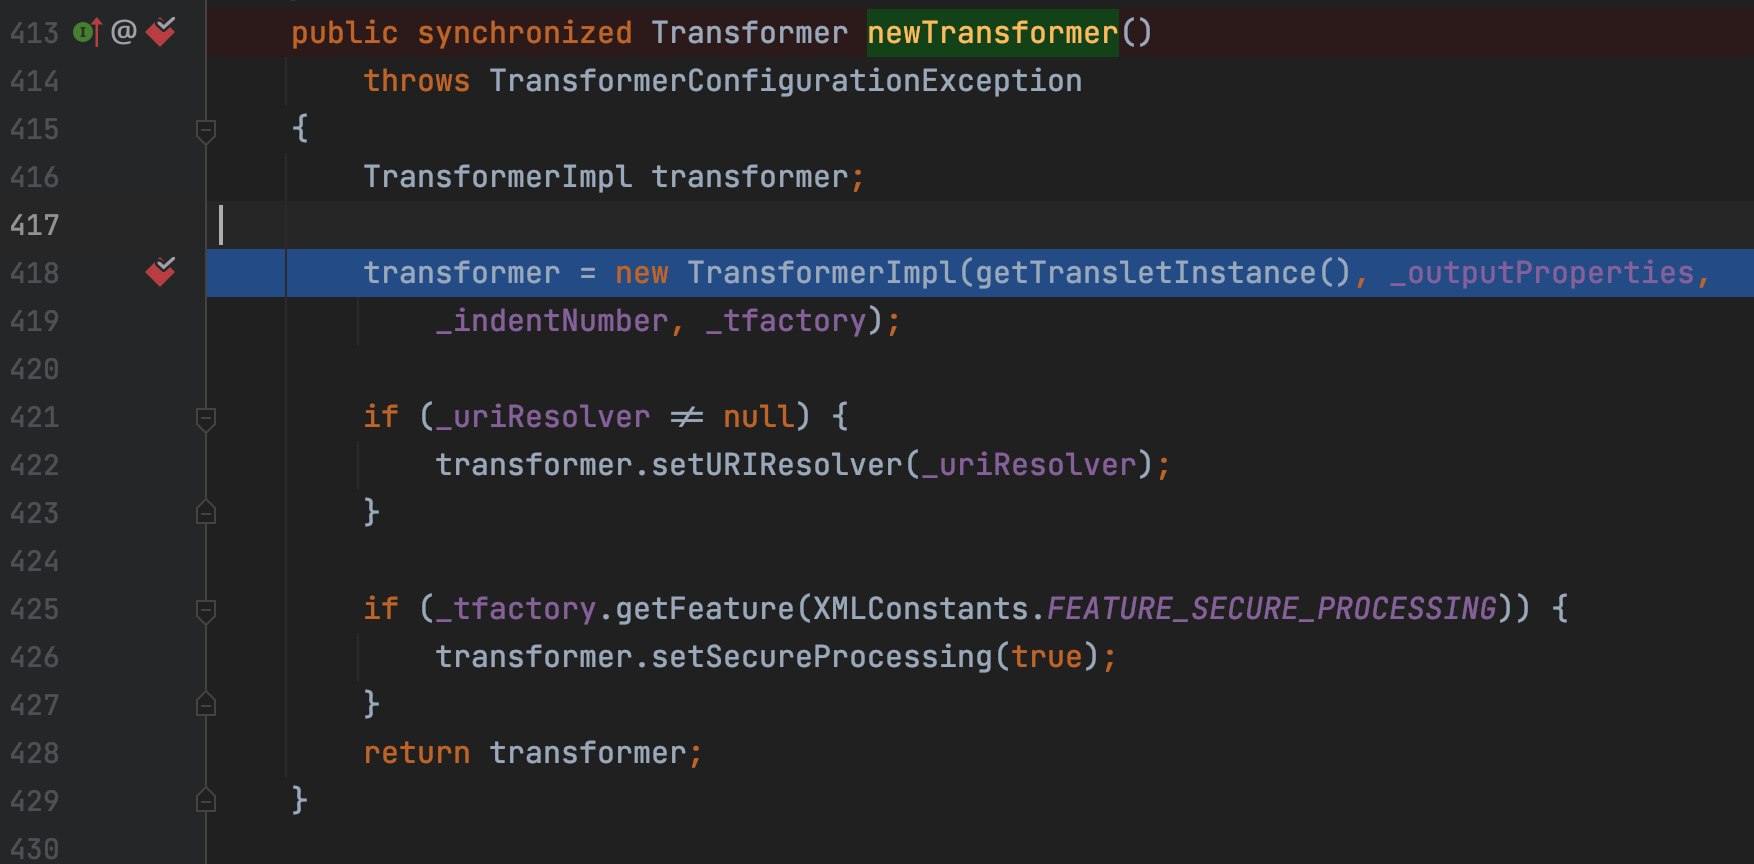 413 @ public synchronized Transformer newTransformer()
414 throws TransformerConfigurationException
415 {
416 TransformerImpl transformer;
417
418 transformer = new TransformerImpl(getTransletInstance(), _outputProperties,
419 _indentNumber, _tfactory);
420
421 if (_uriResolver ≠ null) {
422 transformer.setURIResolver(_uriResolver);
423 }
424
425 if (_tfactory.getFeature(XMLConstants.FEATURE_SECURE_PROCESSING)) {
426 transformer.setSecureProcessing(true);
427 }
428 return transformer;
429 }
430